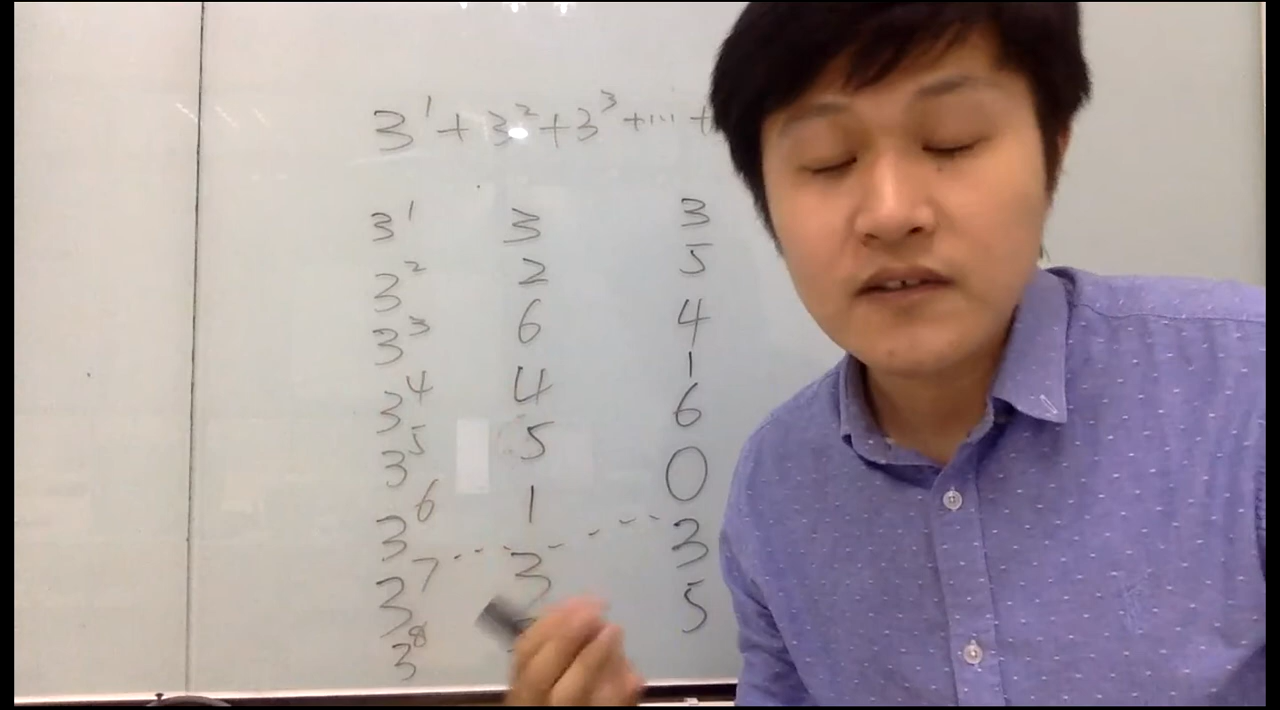 3¹ + 3² + 3³ + ... +
3¹ 3 3
3² 2 5
3³ 6 4
3⁴ 4 1
3⁵ 5 6
3⁶ 1 0
3⁷ 3 3
3⁸ 5